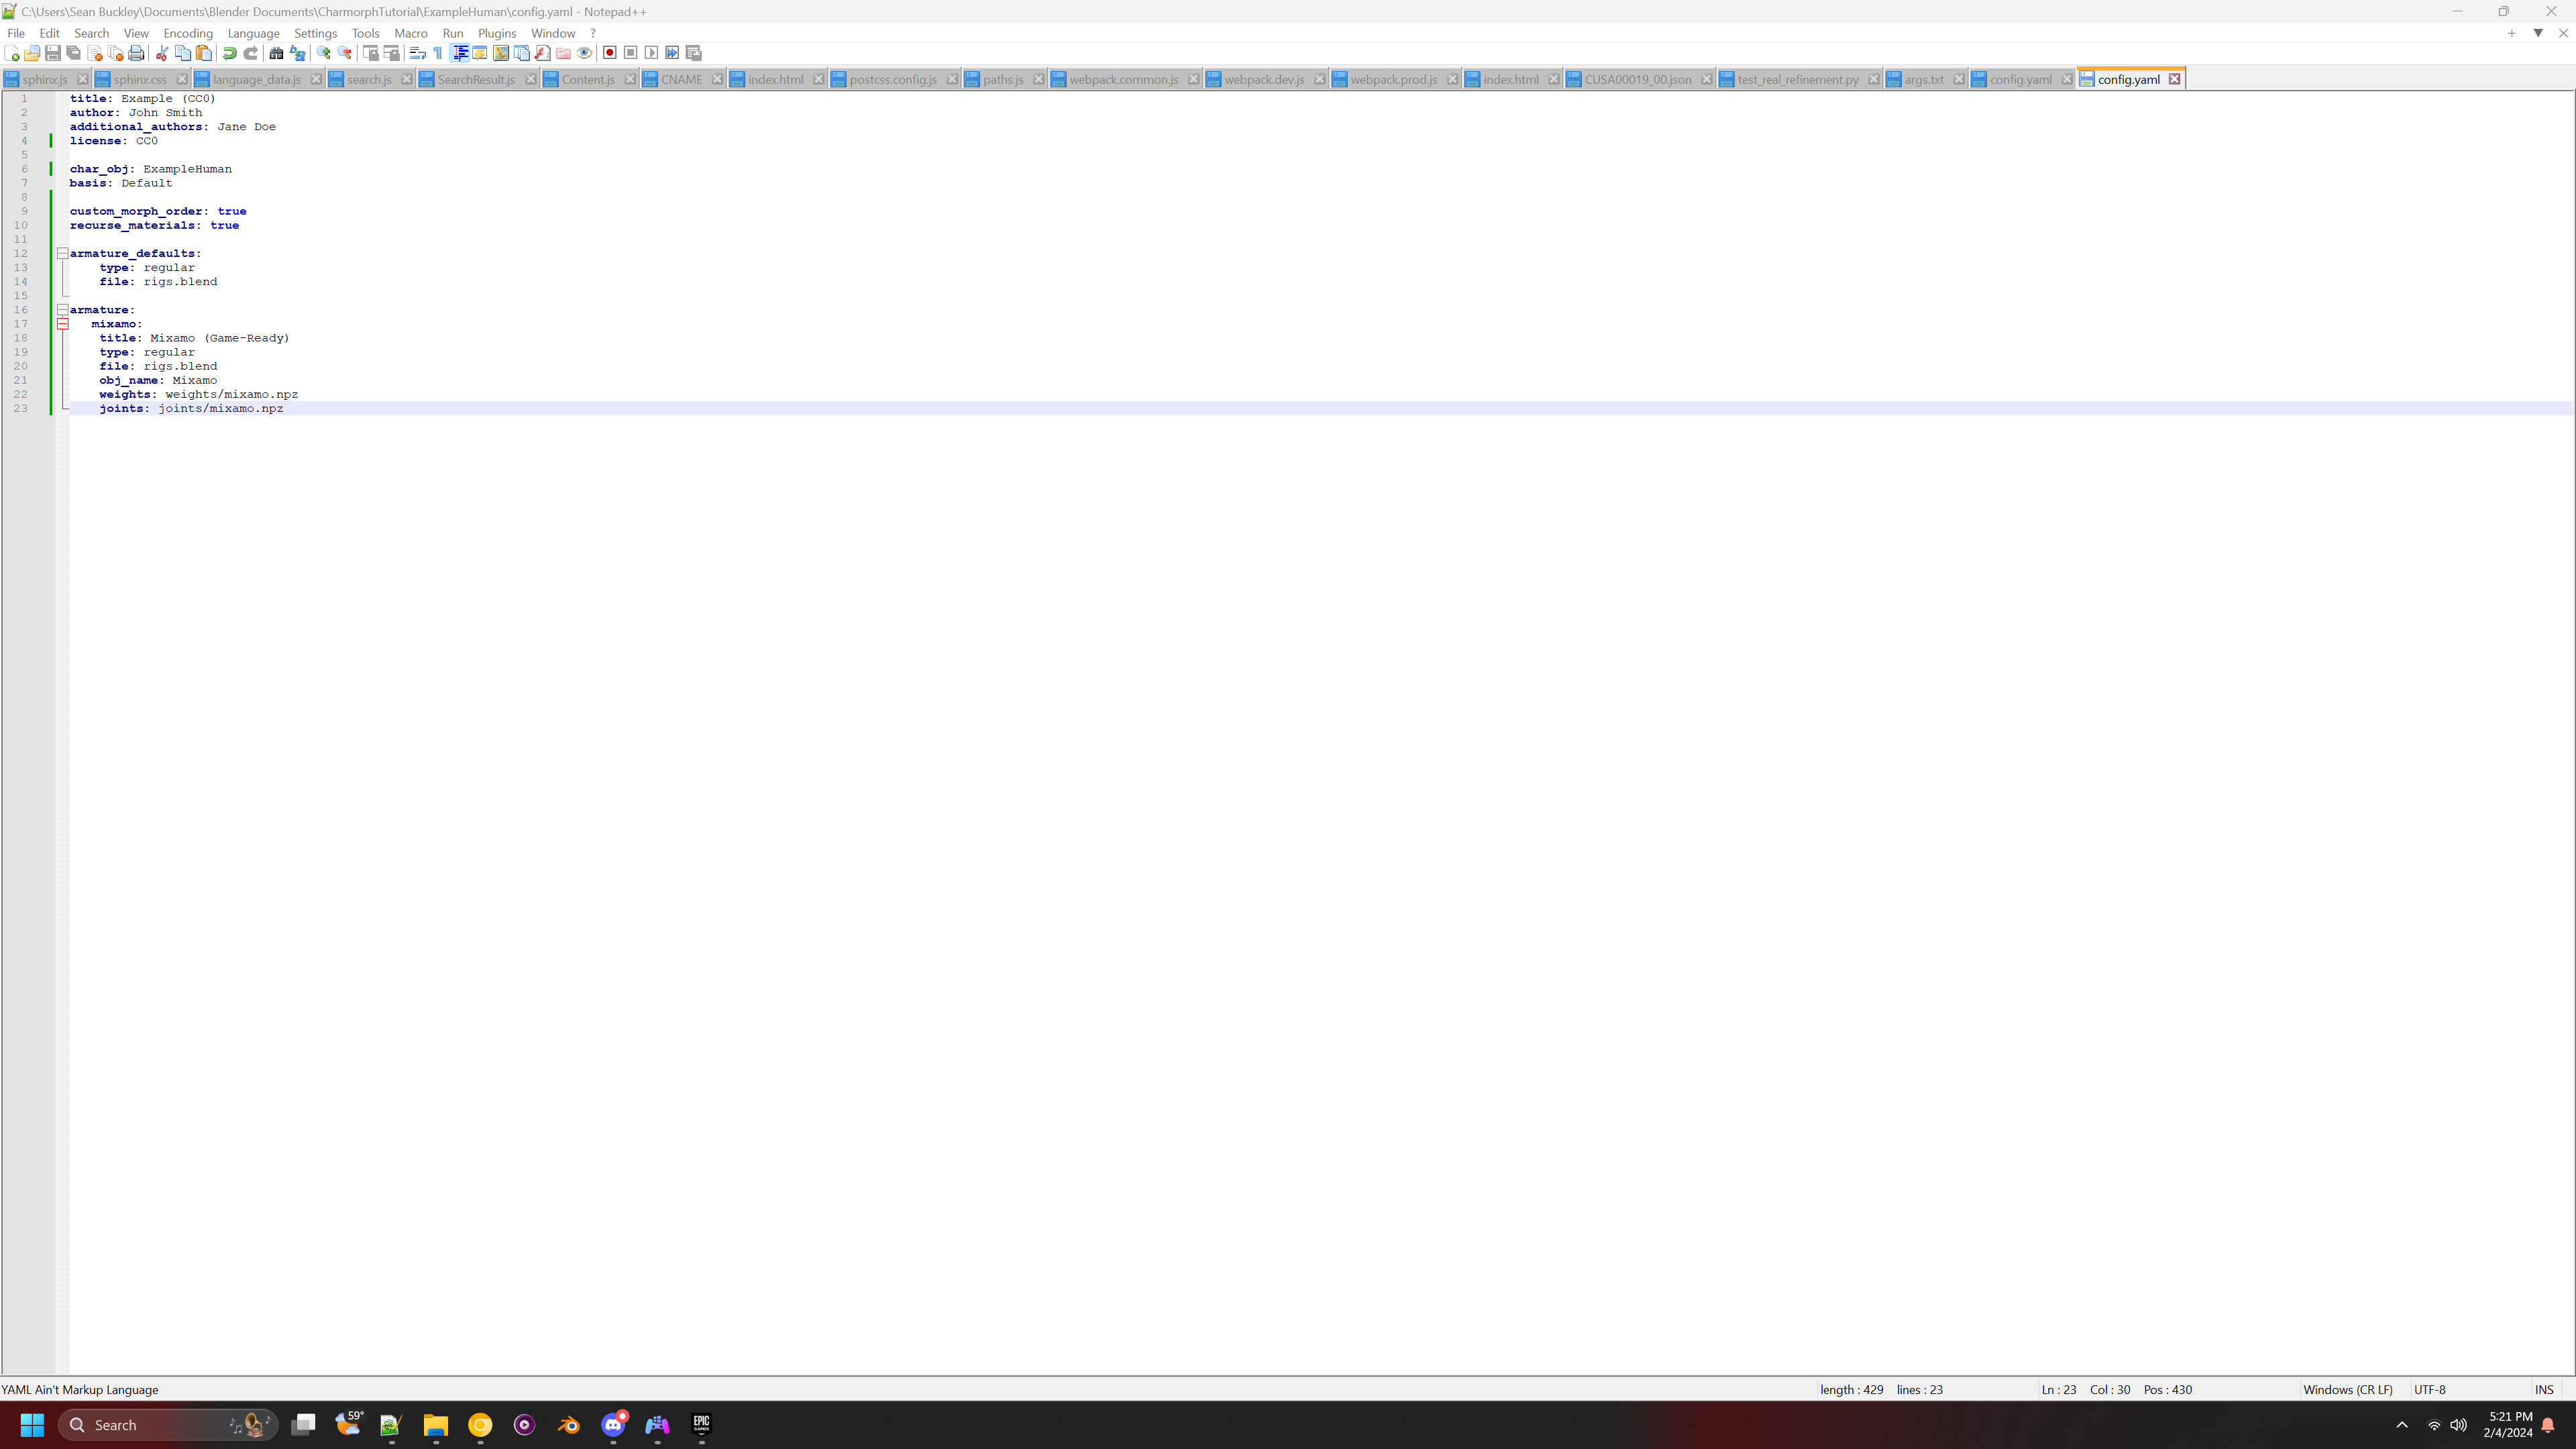 C:\Users\Sean Buckley\Documents\Blender Documents\CharmorphTutorial\ExampleHuman\config.yaml - Notepad++
File Edit Search View Encoding Language Settings Tools Macro Run Plugins Window ?
sphinx.js sphinx.css language_data.js search.js SearchResult.js Content.js CNAME index.html postcss.config.js paths.js webpack.common.js webpack.dev.js webpack.prod.js index.html CUSA00019_00.json test_real_refinement.py args.txt config.yaml config.yaml
1 title: Example (CC0)
2 author: John Smith
3 additional_authors: Jane Doe
4 license: CC0
5
6 char_obj: ExampleHuman
7 basis: Default
8
9 custom_morph_order: true
10 recurse_materials: true
11
12 armature_defaults:
13 type: regular
14 file: rigs.blend
15
16 armature:
17 mixamo:
18 title: Mixamo (Game-Ready)
19 type: regular
20 file: rigs.blend
21 obj_name: Mixamo
22 weights: weights/mixamo.npz
23 joints: joints/mixamo.npz
YAML Ain't Markup Language length : 429 lines : 23 Ln : 23 Col : 30 Pos : 430 Windows (CR LF) UTF-8 INS
Search 59° EPIC GAMES 5:21 PM
2/4/2024